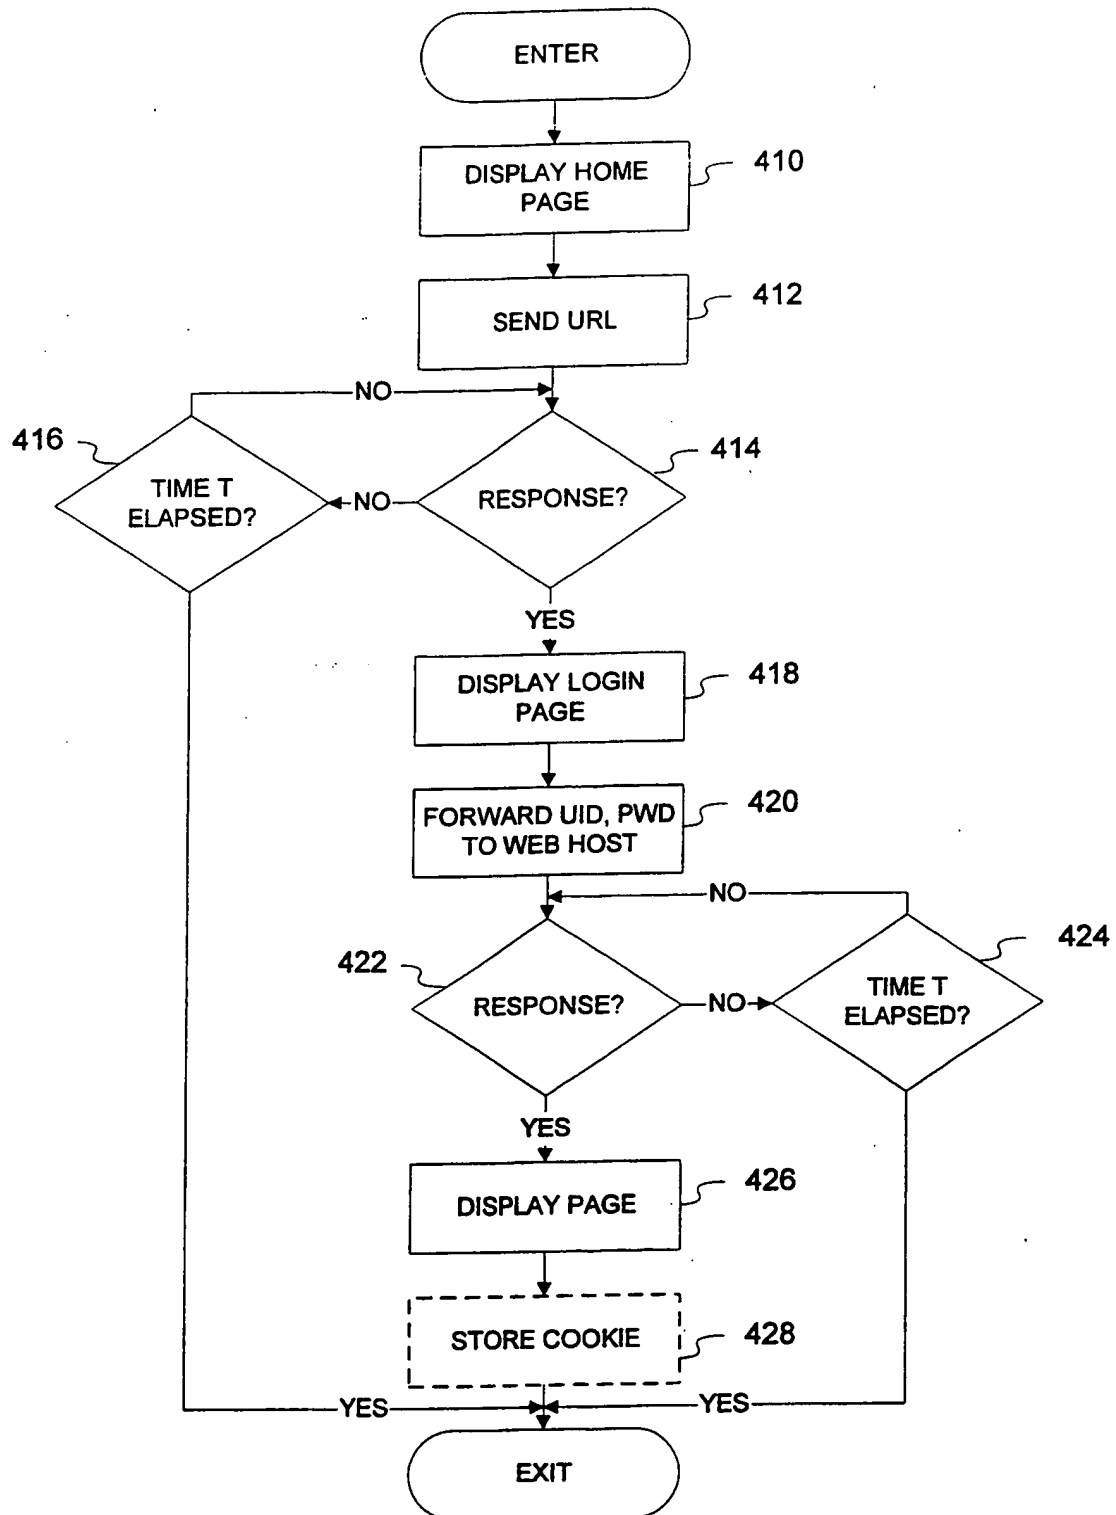 ENTER
DISPLAY HOME
PAGE
410
SEND URL
412
NO
416
TIME T
ELAPSED?
NO
RESPONSE?
414
YES
DISPLAY LOGIN
PAGE
418
FORWARD UID, PWD
TO WEB HOST
420
NO
422
RESPONSE?
NO
TIME T
ELAPSED?
424
YES
DISPLAY PAGE
426
STORE COOKIE
428
YES
YES
EXIT